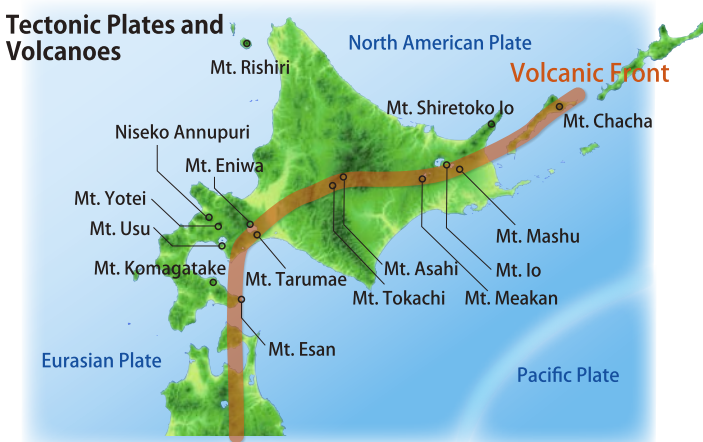 Tectonic Plates and
Volcanoes
North American Plate
Mt. Rishiri
Volcanic Front
Mt. Shiretoko Io
Mt. Chacha
Niseko Annupuri
Mt. Eniwa
Mt. Yotei
Mt. Usu
Mt. Mashu
Mt. Komagatake
Mt. Tarumae
Mt. Asahi
Mt. Io
Mt. Tokachi
Mt. Meakan
Mt. Esan
Eurasian Plate
Pacific Plate